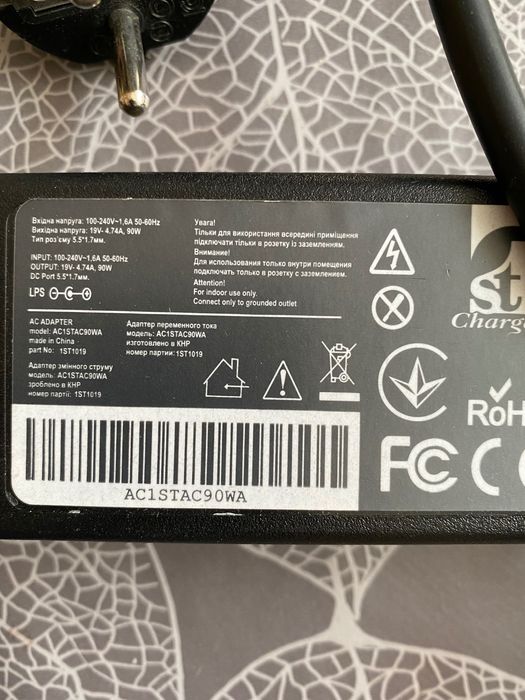 Вхідна напруга: 100-240V~1,6A 50-60Hz
Вихідна напруга: 19V- 4.74A, 90W
Тип роз'єму 5.5*1.7мм.
INPUT: 100-240V~1,6A 50-60Hz
OUTPUT: 19V- 4.74A, 90W
DC Port 5.5*1.7мм.
LPS
Увага!
Тільки для використання всередині приміщення
підключати тільки в розетку із заземленням.
Внимание!
Для использования только внутри помещения
подключать только в розетку с заземлением.
Attention!
For indoor use only.
Connect only to grounded outlet
st
Charge
AC ADAPTER
model: AC1STAC90WA
made in China
part No: 1ST1019
Адаптер змінного струму
модель: AC1STAC90WA
зроблено в КНР
номер партії: 1ST1019
Адаптер переменного тока
модель: AC1STAC90WA
изготовлено в КНР
номер партии:1ST1019
RoH
FC C
AC1STAC90WA